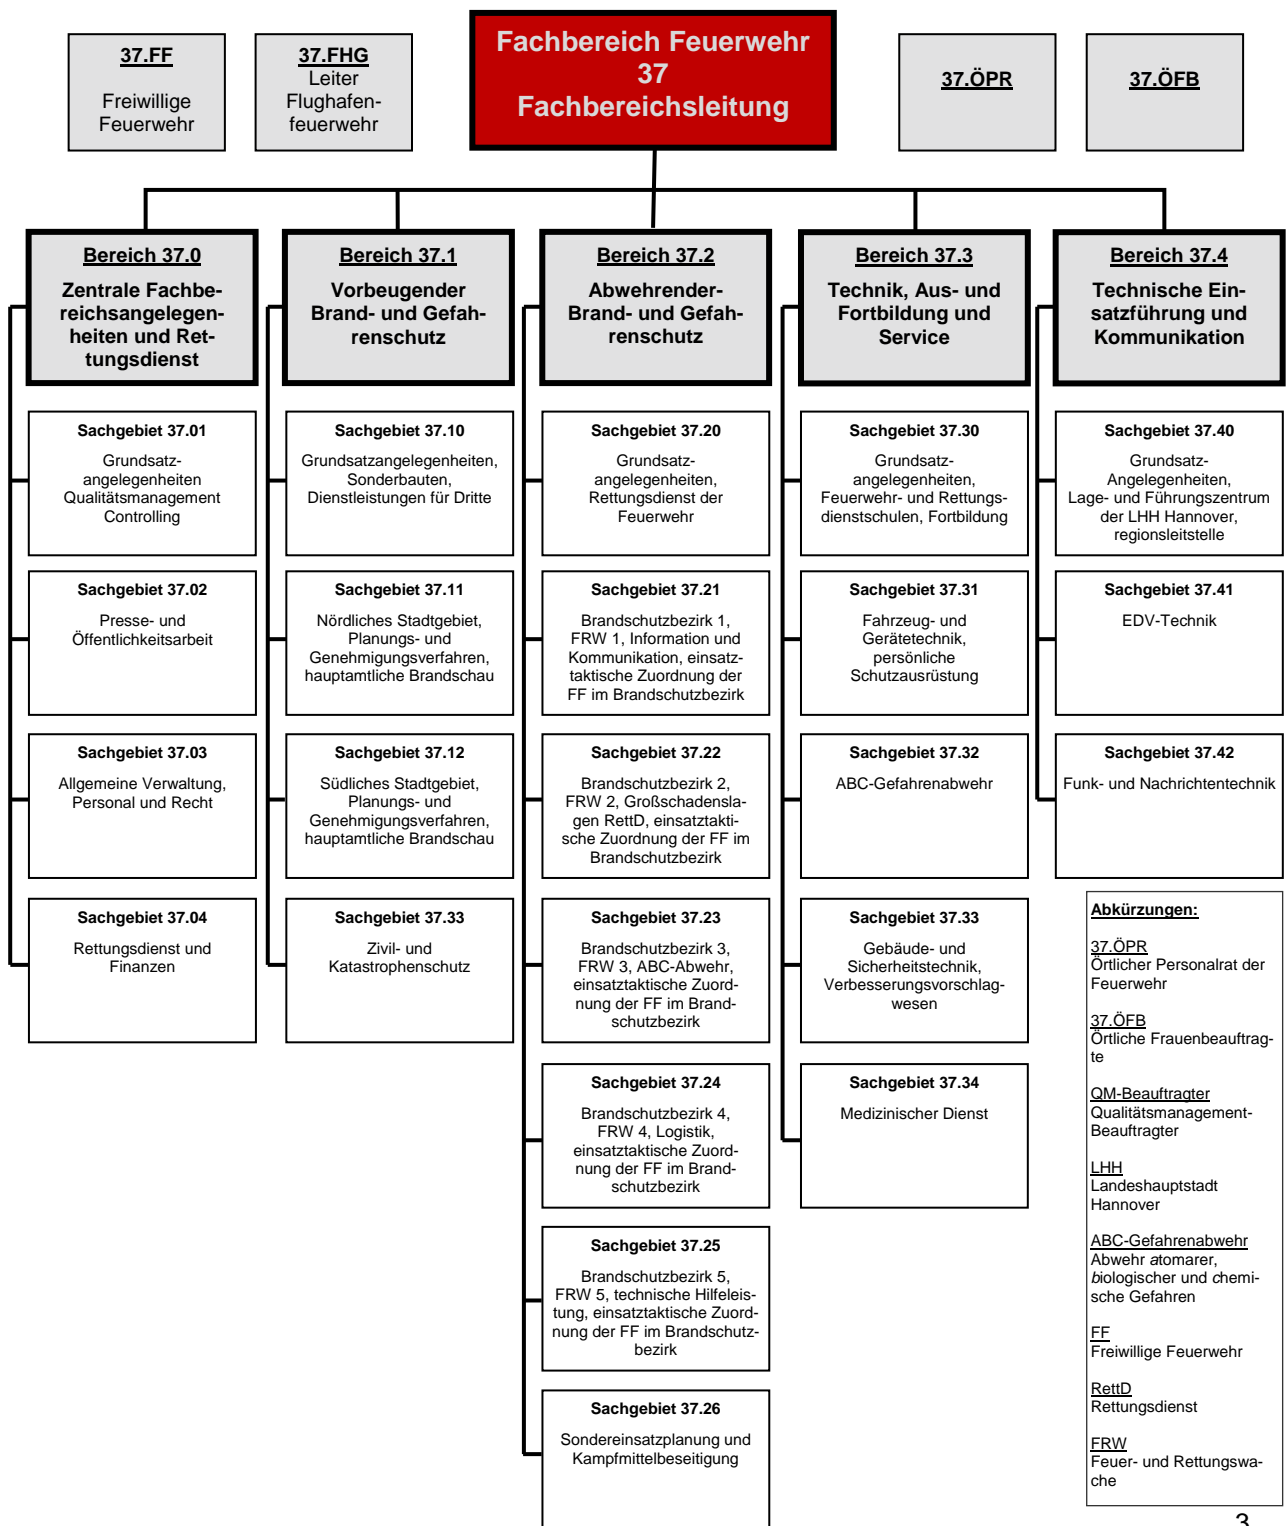 37.FF
Freiwillige
Feuerwehr
37.FHG
Leiter
Flughafen-
feuerwehr
Fachbereich Feuerwehr
37
Fachbereichsleitung
37.ÖPR
37.ÖFB
Bereich 37.0
Zentrale Fachbe-
reichsangelegen-
heiten und Ret-
tungsdienst
Sachgebiet 37.01
Grundsatz-
angelegenheiten
Qualitätsmanagement
Controlling
Sachgebiet 37.02
Presse- und
Öffentlichkeitsarbeit
Sachgebiet 37.03
Allgemeine Verwaltung,
Personal und Recht
Sachgebiet 37.04
Rettungsdienst und
Finanzen
Bereich 37.1
Vorbeugender
Brand- und Gefah-
renschutz
Sachgebiet 37.10
Grundsatzangelegenheiten,
Sonderbauten,
Dienstleistungen für Dritte
Sachgebiet 37.11
Nördliches Stadtgebiet,
Planungs- und
Genehmigungsverfahren,
hauptamtliche Brandschau
Sachgebiet 37.12
Südliches Stadtgebiet,
Planungs- und
Genehmigungsverfahren,
hauptamtliche Brandschau
Sachgebiet 37.33
Zivil- und
Katastrophenschutz
Bereich 37.2
Abwehrender-
Brand- und Gefah-
renschutz
Sachgebiet 37.20
Grundsatz-
angelegenheiten,
Rettungsdienst der
Feuerwehr
Sachgebiet 37.21
Brandschutzbezirk 1,
FRW 1, Information und
Kommunikation, einsatz-
taktische Zuordnung der
FF im Brandschutzbezirk
Sachgebiet 37.22
Brandschutzbezirk 2,
FRW 2, Großschadensla-
gen RettD, einsatztakti-
sche Zuordnung der FF im
Brandschutzbezirk
Sachgebiet 37.23
Brandschutzbezirk 3,
FRW 3, ABC-Abwehr,
einsatztaktische Zuord-
nung der FF im Brand-
schutzbezirk
Sachgebiet 37.24
Brandschutzbezirk 4,
FRW 4, Logistik,
einsatztaktische Zuord-
nung der FF im Brand-
schutzbezirk
Sachgebiet 37.25
Brandschutzbezirk 5,
FRW 5, technische Hilfeleis-
tung, einsatztaktische Zuord-
nung der FF im Brandschutz-
bezirk
Sachgebiet 37.26
Sondereinsatzplanung und
Kampfmittelbeseitigung
Bereich 37.3
Technik, Aus- und
Fortbildung und
Service
Sachgebiet 37.30
Grundsatz-
angelegenheiten,
Feuerwehr- und Rettungs-
dienstschulen, Fortbildung
Sachgebiet 37.31
Fahrzeug- und
Gerätetechnik,
persönliche
Schutzausrüstung
Sachgebiet 37.32
ABC-Gefahrenabwehr
Sachgebiet 37.33
Gebäude- und
Sicherheitstechnik,
Verbesserungsvorschlag-
wesen
Sachgebiet 37.34
Medizinischer Dienst
Bereich 37.4
Technische Ein-
satzführung und
Kommunikation
Sachgebiet 37.40
Grundsatz-
Angelegenheiten,
Lage- und Führungszentrum
der LHH Hannover,
regionsleitstelle
Sachgebiet 37.41
EDV-Technik
Sachgebiet 37.42
Funk- und Nachrichtentechnik
Abkürzungen:
37.ÖPR
Örtlicher Personalrat der
Feuerwehr
37.ÖFB
Örtliche Frauenbeauftrag-
te
QM-Beauftragter
Qualitätsmanagement-
Beauftragter
LHH
Landeshauptstadt
Hannover
ABC-Gefahrenabwehr
Abwehr atomarer,
biologischer und chemi-
sche Gefahren
FF
Freiwillige Feuerwehr
RettD
Rettungsdienst
FRW
Feuer- und Rettungswa-
che
3